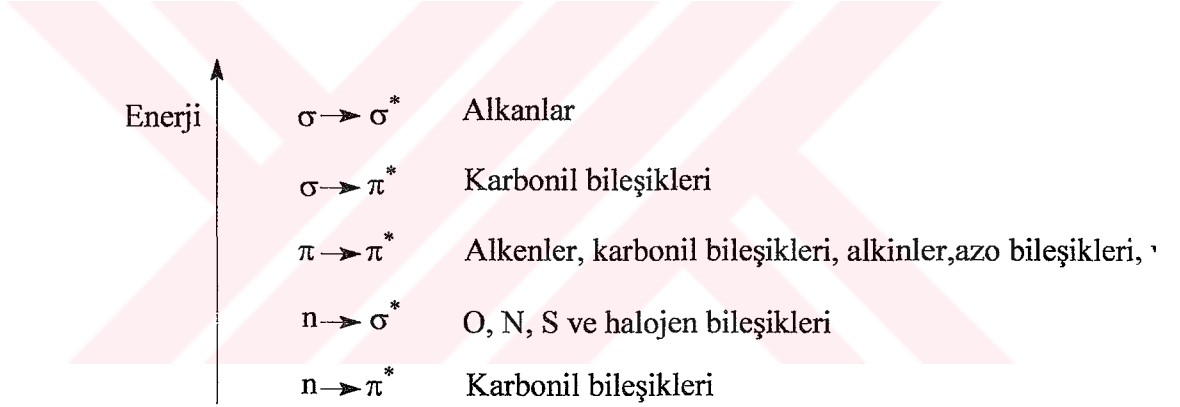 Enerji σ→σ* Alkanlar
σ→π* Karbonil bileşikleri
π→π* Alkenler, karbonil bileşikleri, alkinler,azo bileşikleri,
n→σ* O, N, S ve halojen bileşikleri
n→π* Karbonil bileşikleri